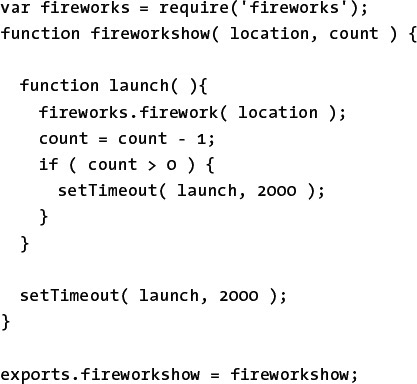 var fireworks = require('fireworks');
function fireworkshow( location, count ) {
function launch( ){
fireworks.firework( location );
count = count - 1;
if ( count > 0 ) {
setTimeout( launch, 2000 );
}
}
setTimeout( launch, 2000 );
}
exports.fireworkshow = fireworkshow;